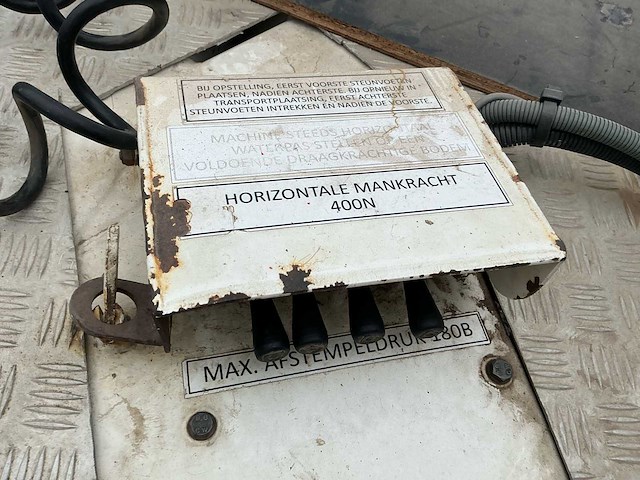 BIJ OPSTELLING, EERST VOORSTE STEUNVOETEN
PLAATSEN, NADIEN ACHTERSTE. BIJ OPNIEUW IN
TRANSPORTPLAATSING, EERST ACHTERSTE
STEUNVOETEN INTREKKEN EN NADIEN DE VOORSTE.
MACHINE STEEDS HORIZONTAAL
WATERPAS STELLEN OP EEN
VOLDOENDE DRAAGKRACHTIGE BODEM
HORIZONTALE MANKRACHT
400N
MAX. AFSTEMPELDRUK 180B